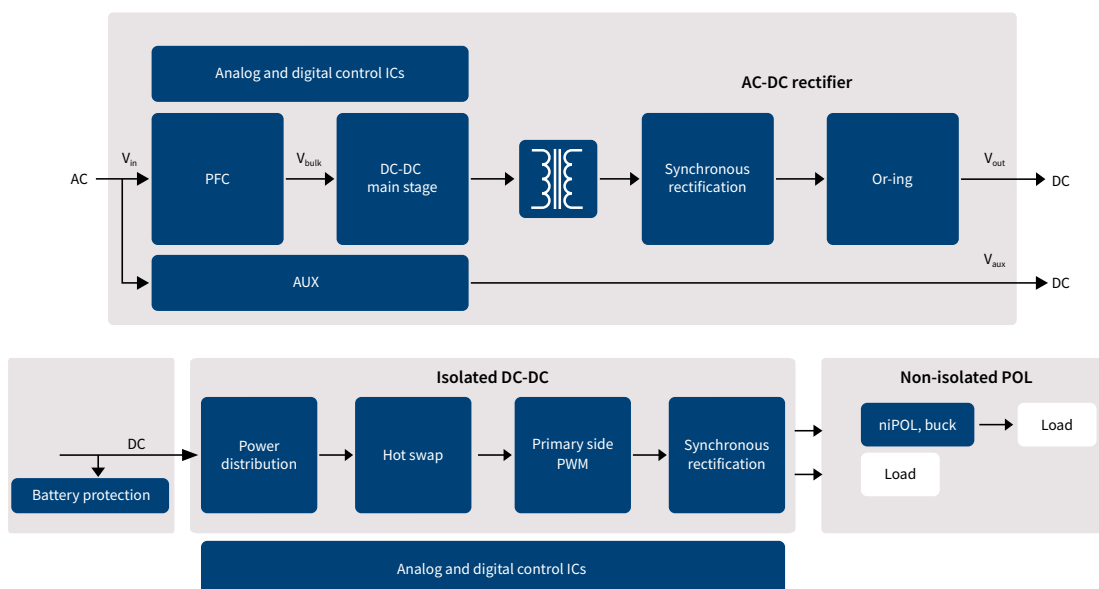 Analog and digital control ICs
AC-DC rectifier
AC
Vin
PFC
Vbulk
DC-DC
main stage
Synchronous
rectification
Or-ing
Vout
DC
AUX
Vaux
DC
Isolated DC-DC
Non-isolated POL
DC
Battery protection
Power
distribution
Hot swap
Primary side
PWM
Synchronous
rectification
niPOL, buck
Load
Load
Analog and digital control ICs